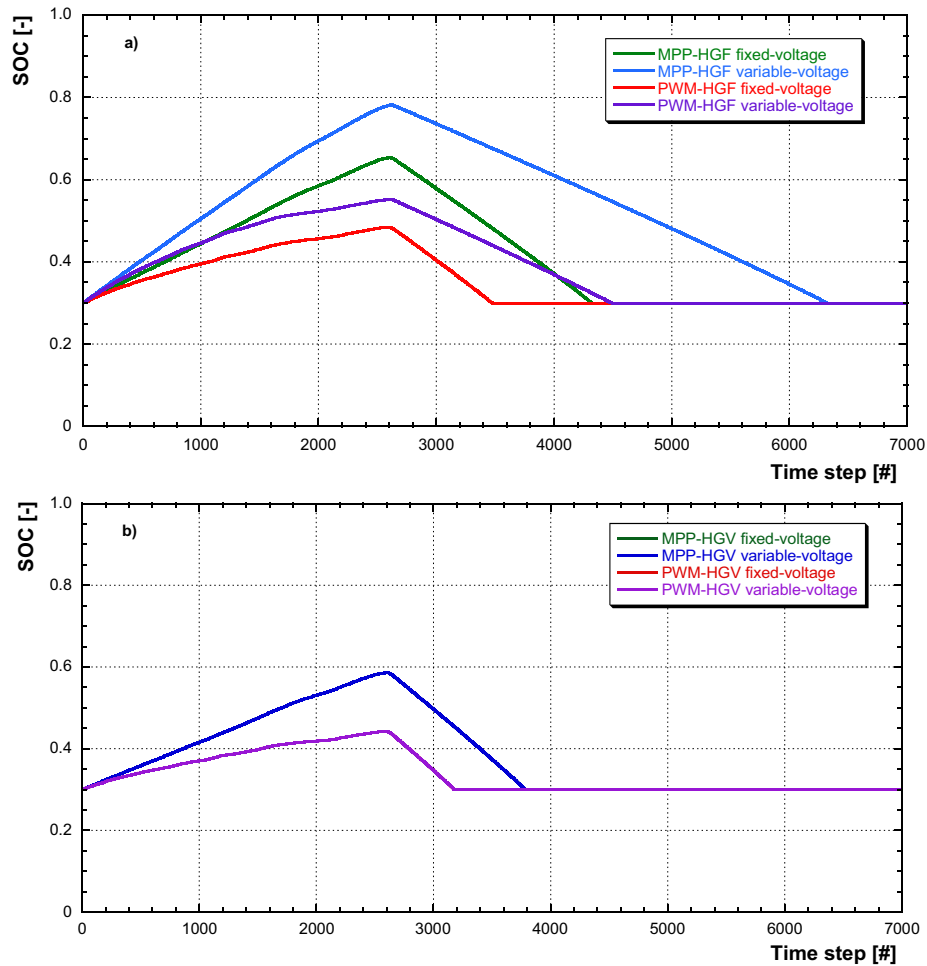 SOC [-]
1.0
0.8
0.6
0.4
0.2
0
a)
MPP-HGF fixed-voltage
MPP-HGF variable-voltage
PWM-HGF fixed-voltage
PWM-HGF variable-voltage
0 1000 2000 3000 4000 5000 6000 7000
Time step [#]
SOC [-]
1.0
0.8
0.6
0.4
0.2
0
b)
MPP-HGV fixed-voltage
MPP-HGV variable-voltage
PWM-HGV fixed-voltage
PWM-HGV variable-voltage
0 1000 2000 3000 4000 5000 6000 7000
Time step [#]